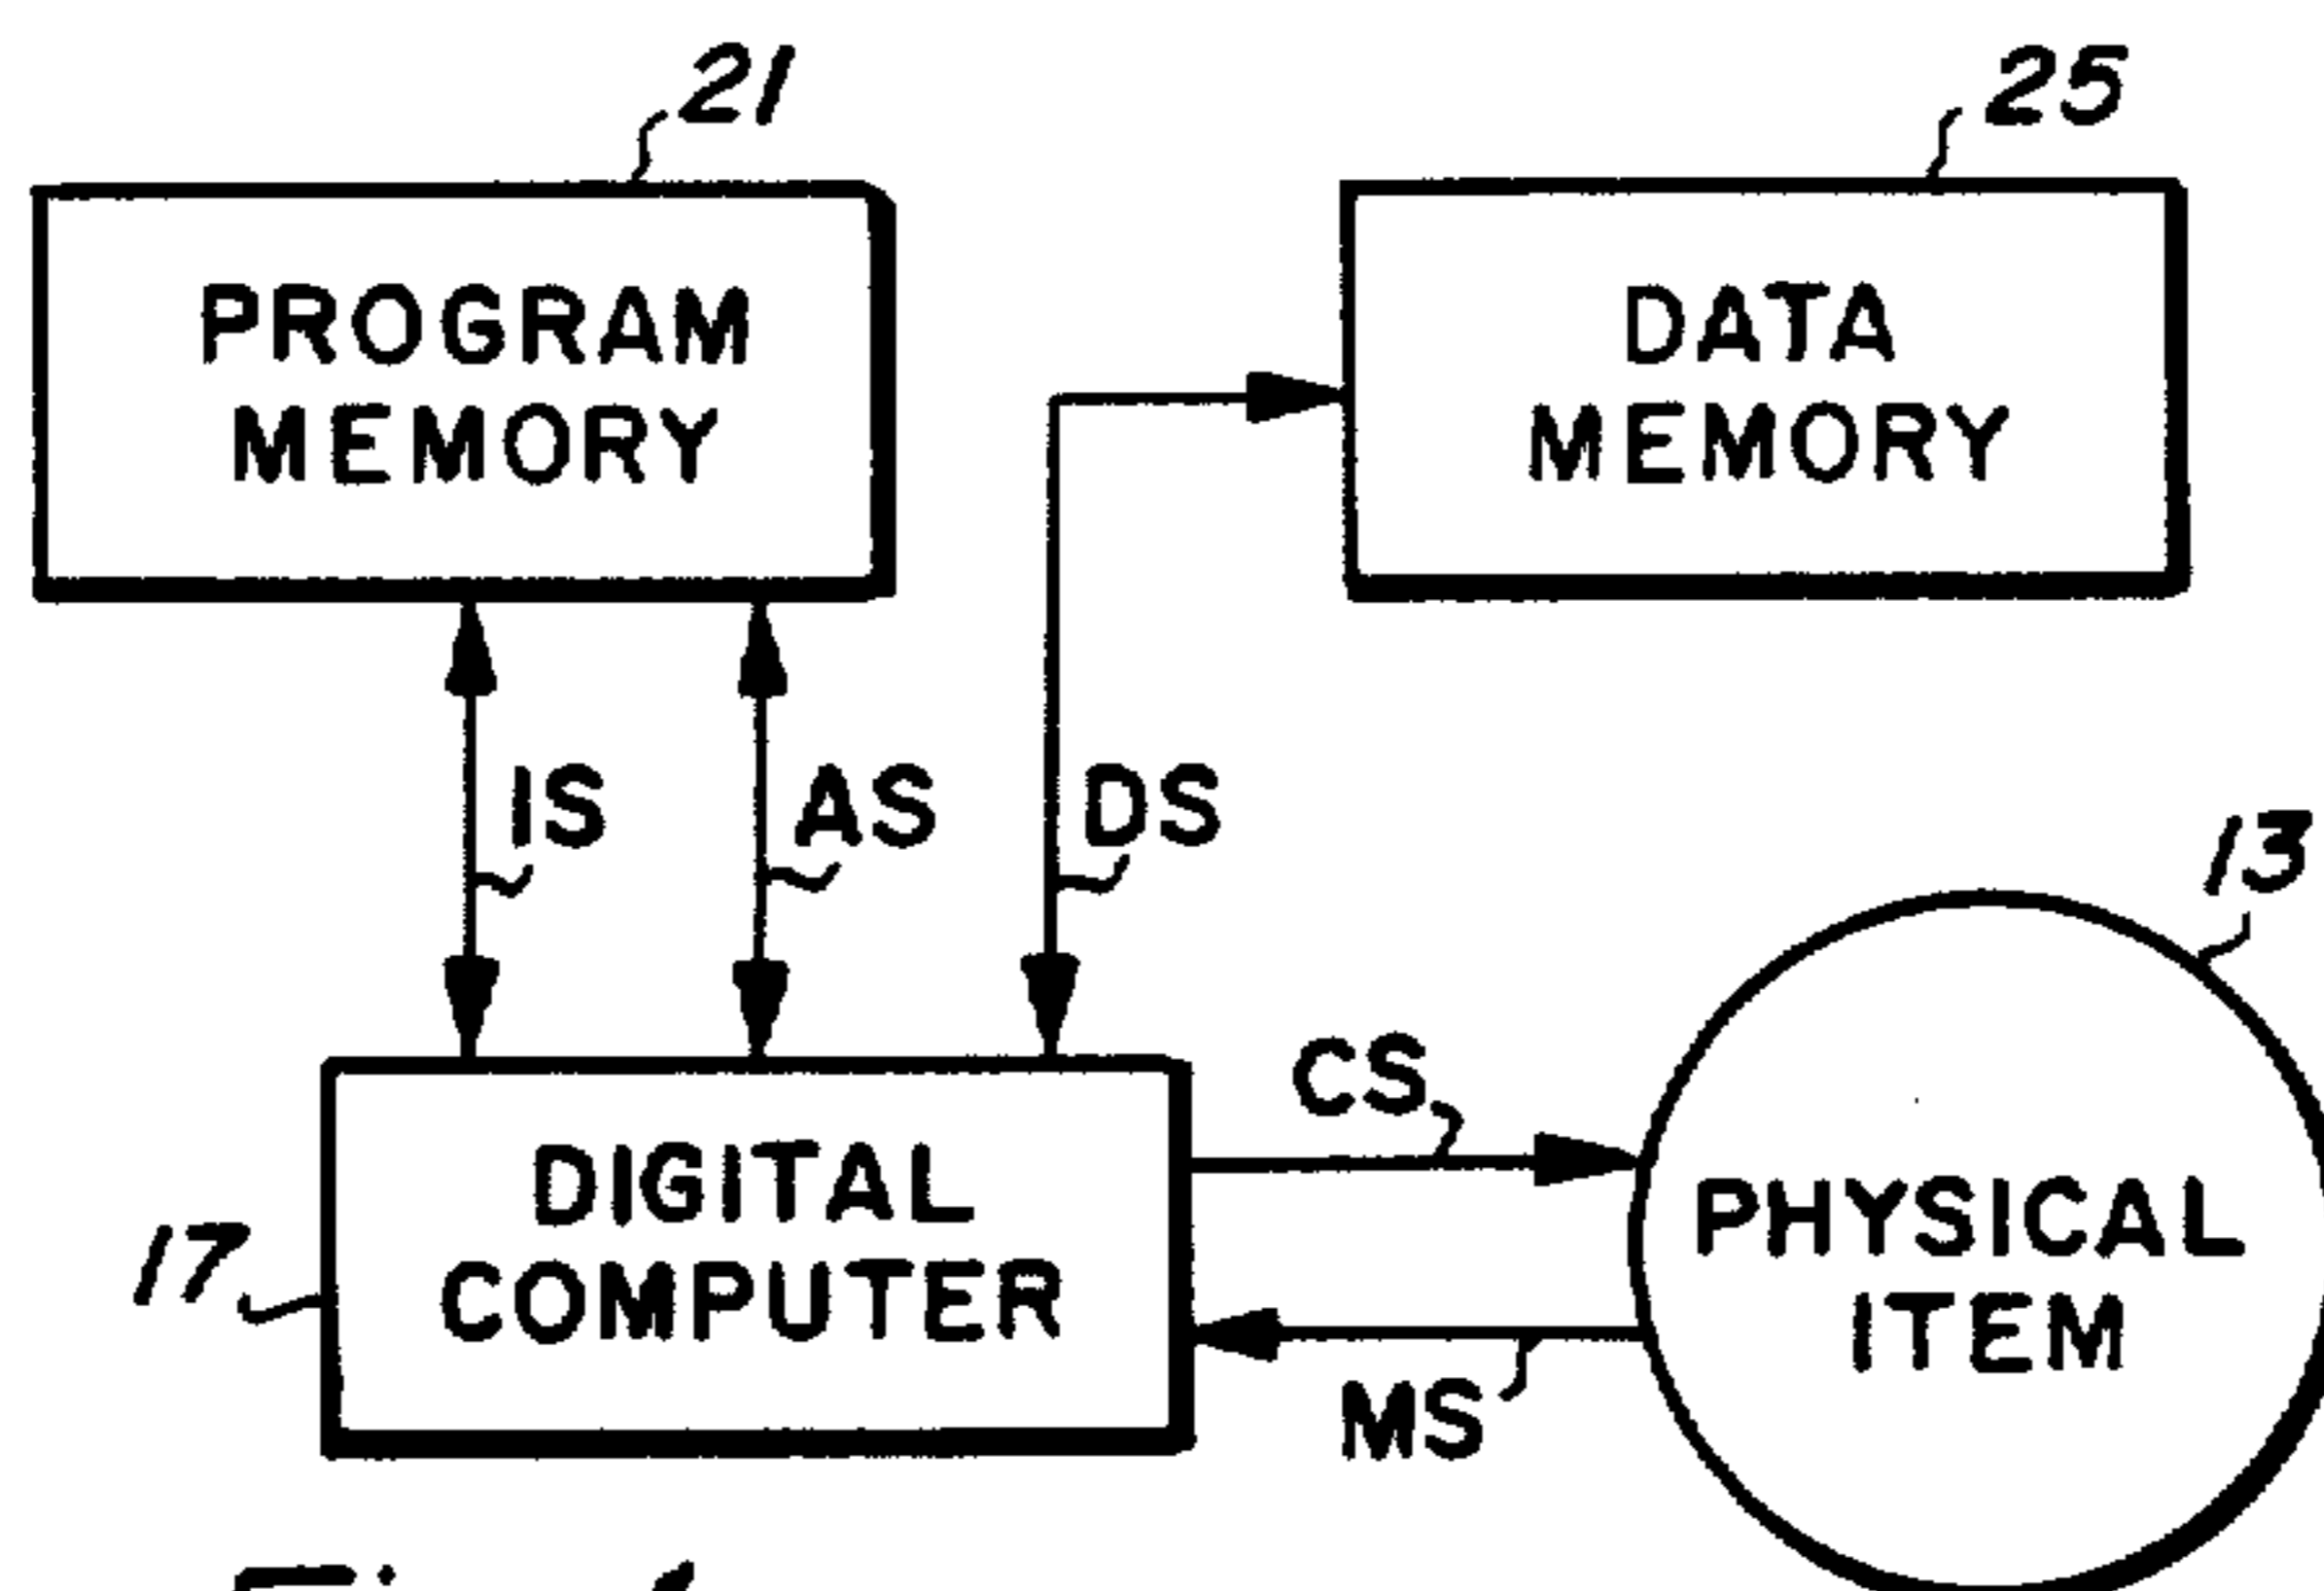 21
25
PROGRAM
MEMORY
DATA
MEMORY
IS
AS
DS
13
CS
DIGITAL
COMPUTER
17
PHYSICAL
ITEM
MS